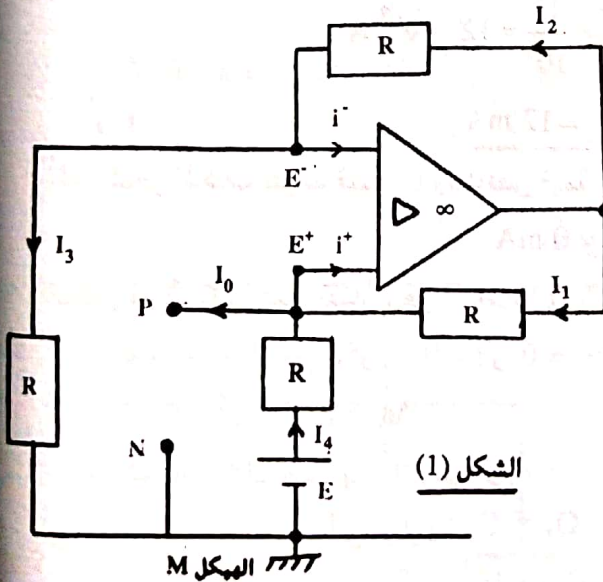 I₂
R
i⁻
E⁻
▷ ∞
E⁺
i⁺
I₃
I₀
I₁
P
R
R
R
N
I₄
E
الشكل (1)
الهيكل M